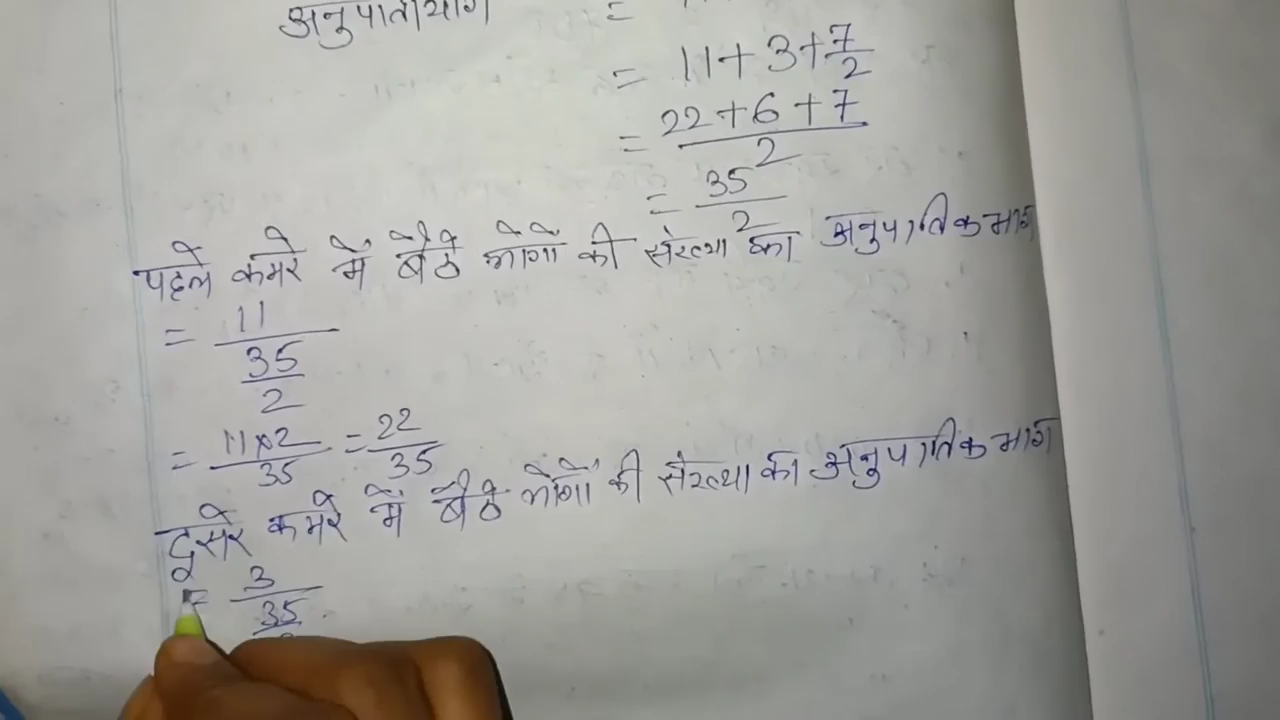 अनुपातीयोग =
= 11 + 3 + 7/2
= 22 + 6 + 7 / 2
= 35/2
पहले कमरे में बैठे लोगों की संख्या का अनुपातिक भाग
= 11 / 35/2
= 11×2/35 = 22/35
दूसरे कमरे में बैठे लोगों की संख्या का अनुपातिक भाग
= 3 / 35